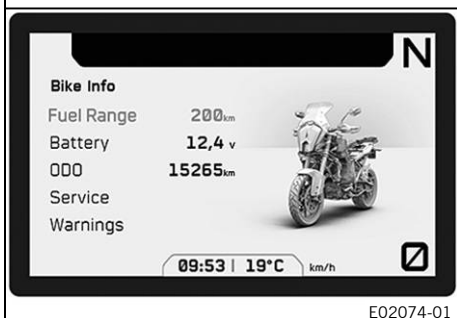 N
Bike Info
Fuel Range 200km
Battery 12,4 v
ODO 15265km
Service
Warnings
0
09:53 | 19°C km/h
E02074-01